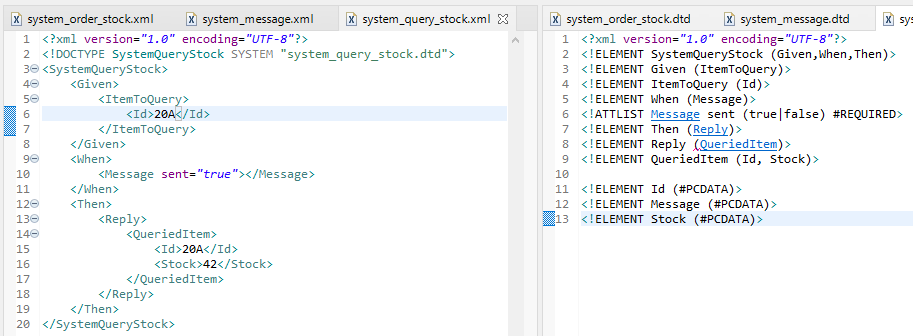 system_order_stock.xml system_message.xml system_query_stock.xml
1 <?xml version="1.0" encoding="UTF-8"?>
2 <!DOCTYPE SystemQueryStock SYSTEM "system_query_stock.dtd">
3 <SystemQueryStock>
4 <Given>
5 <ItemToQuery>
6 <Id>20A</Id>
7 </ItemToQuery>
8 </Given>
9 <When>
10 <Message sent="true"></Message>
11 </When>
12 <Then>
13 <Reply>
14 <QueriedItem>
15 <Id>20A</Id>
16 <Stock>42</Stock>
17 </QueriedItem>
18 </Reply>
19 </Then>
20 </SystemQueryStock>
system_order_stock.dtd system_message.dtd sy
1 <?xml version="1.0" encoding="UTF-8"?>
2 <!ELEMENT SystemQueryStock (Given,When,Then)>
3 <!ELEMENT Given (ItemToQuery)>
4 <!ELEMENT ItemToQuery (Id)>
5 <!ELEMENT When (Message)>
6 <!ATTLIST Message sent (true|false) #REQUIRED>
7 <!ELEMENT Then (Reply)>
8 <!ELEMENT Reply (QueriedItem)>
9 <!ELEMENT QueriedItem (Id, Stock)>
10
11 <!ELEMENT Id (#PCDATA)>
12 <!ELEMENT Message (#PCDATA)>
13 <!ELEMENT Stock (#PCDATA)>